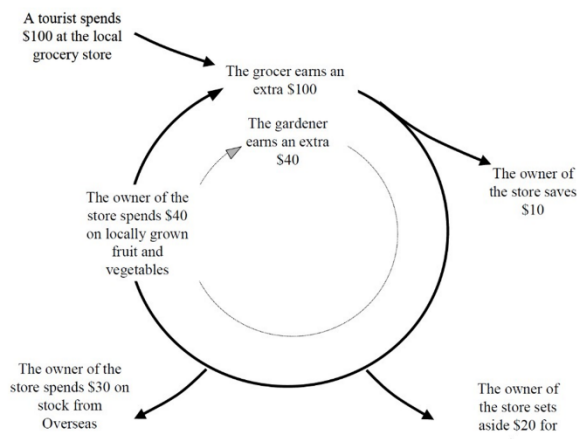 A tourist spends
$100 at the local
grocery store
The grocer earns an
extra $100
The gardener
earns an extra
$40
The owner of
the store saves
$10
The owner of the
store spends $40
on locally grown
fruit and
vegetables
The owner of the
store spends $30 on
stock from
Overseas
The owner of
the store sets
aside $20 for